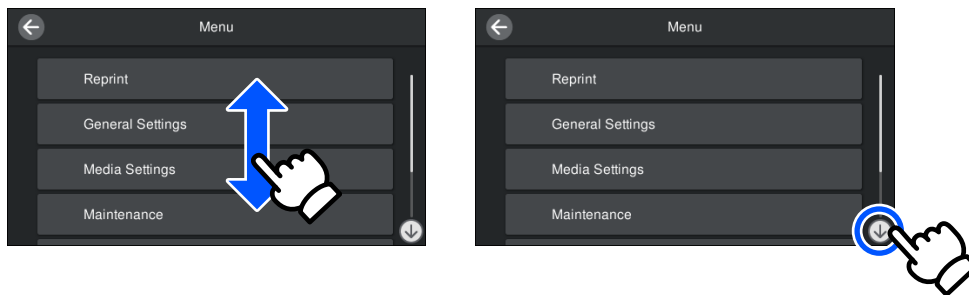 Menu
Reprint
General Settings
Media Settings
Maintenance
Menu
Reprint
General Settings
Media Settings
Maintenance